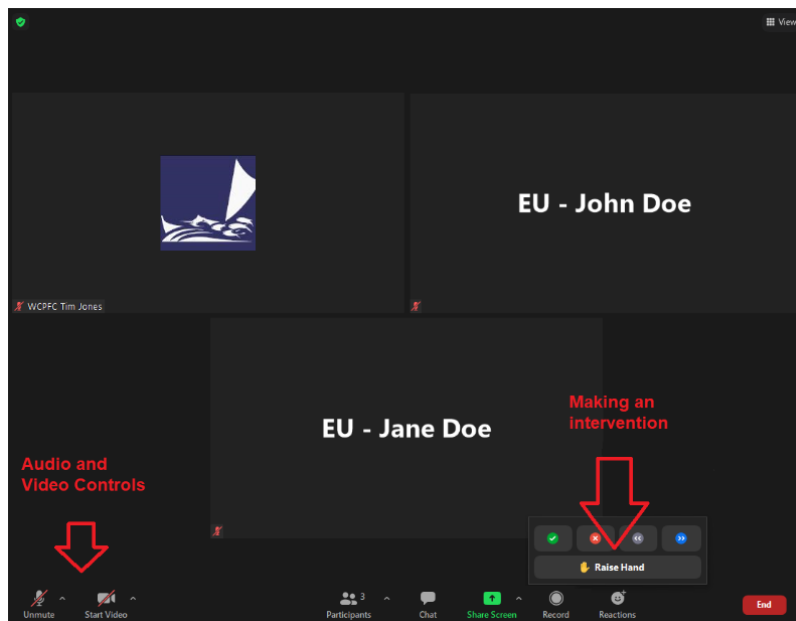 View
EU - John Doe
WCPFC Tim Jones
EU - Jane Doe
Making an
intervention
Audio and
Video Controls
Raise Hand
Unmute
Start Video
3
Participants
Chat
Share Screen
Record
Reactions
End